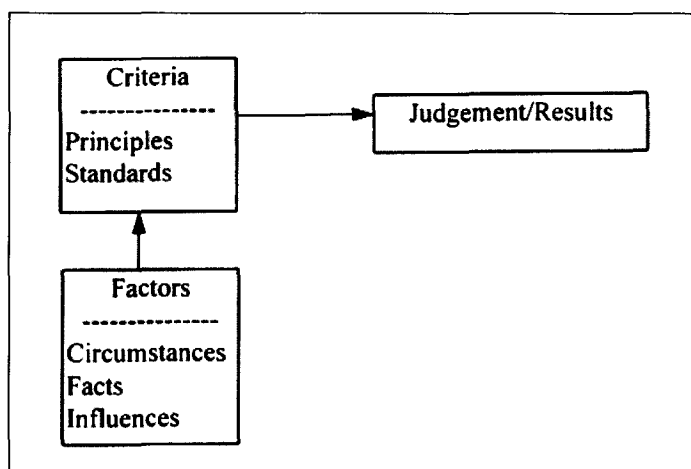 Criteria
Principles
Standards
Judgement/Results
Factors
Circumstances
Facts
Influences